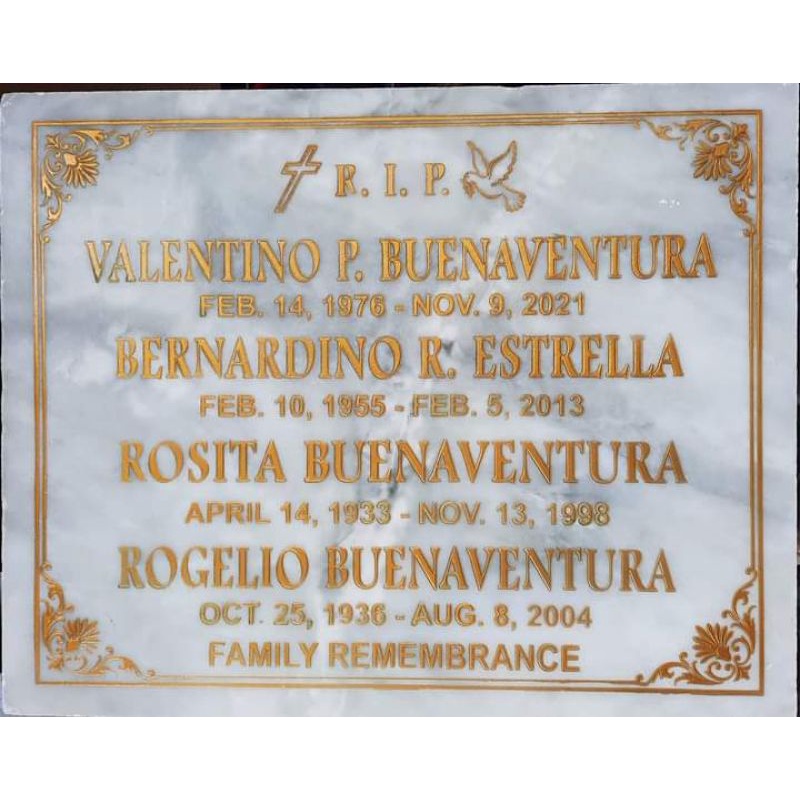 R. I. P.
VALENTINO P. BUENAVENTURA
FEB. 14, 1976 - NOV. 9, 2021
BERNARDINO R. ESTRELLA
FEB. 10, 1955 - FEB. 5, 2013
ROSITA BUENAVENTURA
APRIL 14, 1933 - NOV. 13, 1998
ROGELIO BUENAVENTURA
OCT. 25, 1936 - AUG. 8, 2004
FAMILY REMEMBRANCE